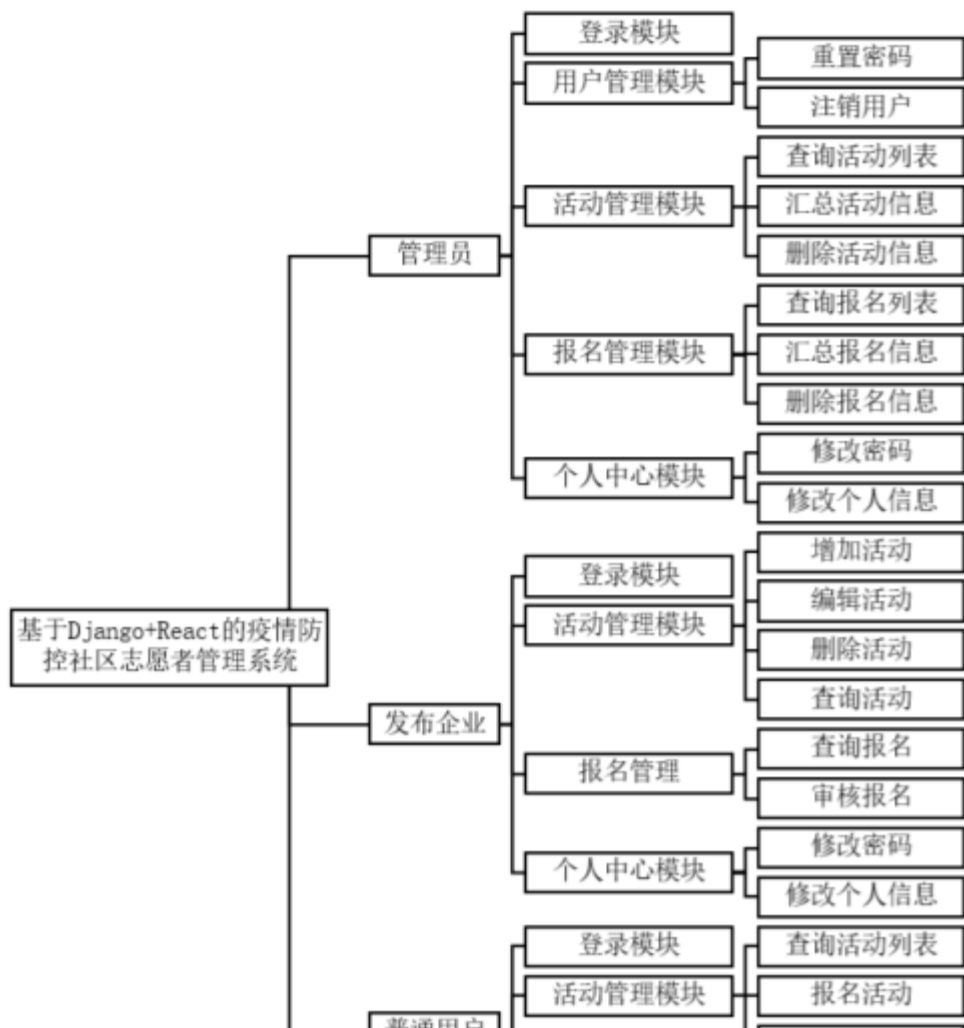 基于Django+React的疫情防
控社区志愿者管理系统
管理员
登录模块
用户管理模块
重置密码
注销用户
活动管理模块
查询活动列表
汇总活动信息
删除活动信息
报名管理模块
查询报名列表
汇总报名信息
删除报名信息
个人中心模块
修改密码
修改个人信息
发布企业
登录模块
活动管理模块
增加活动
编辑活动
删除活动
查询活动
报名管理
查询报名
审核报名
个人中心模块
修改密码
修改个人信息
普通用户
登录模块
活动管理模块
查询活动列表
报名活动